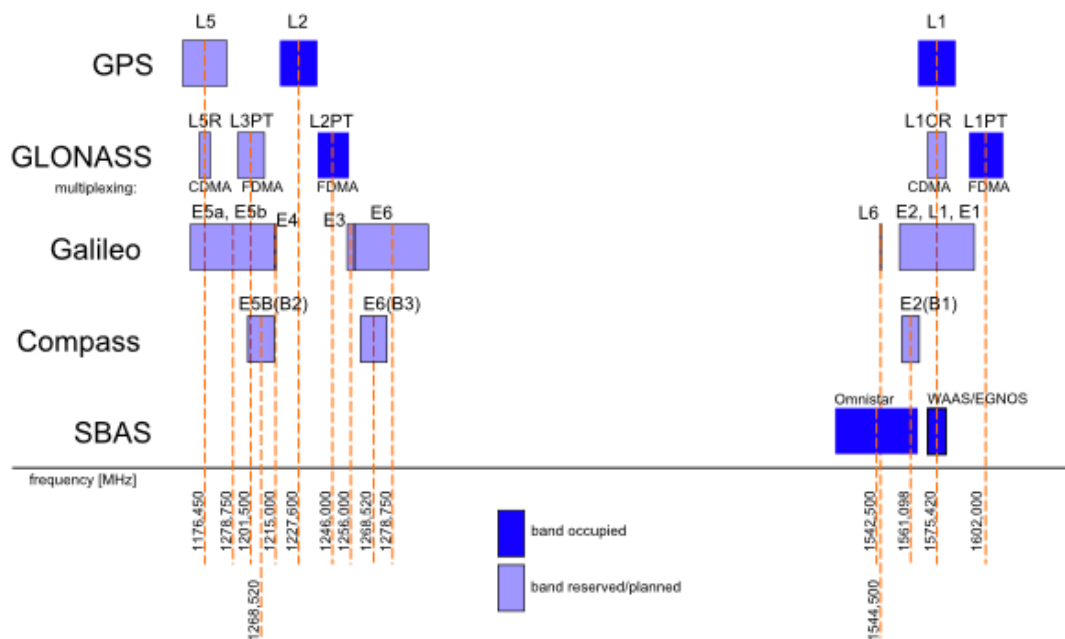 L5 L2 L1
GPS
L5R L3PT L2PT L1CR L1PT
GLONASS
multiplexing: CDMA FDMA FDMA CDMA FDMA
E5a, E5b E4 E3 E6 L6 E2, L1, E1
Galileo
E5B(B2) E6(B3) E2(B1)
Compass
Omnistar WAAS/EGNOS
SBAS
frequency [MHz]
1176,450 1278,750 1201,500 1215,000 1227,600 1246,000 1256,000 1268,520 1278,750 1542,500 1561,098 1575,420 1602,000
band occupied
band reserved/planned
1268,520 1544,500